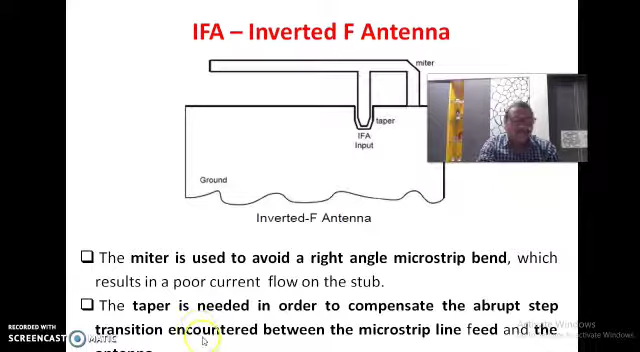 IFA – Inverted F Antenna
miter
taper
IFA
Input
Ground
Inverted-F Antenna
❑ The miter is used to avoid a right angle microstrip bend, which
results in a poor current flow on the stub.
❑ The taper is needed in order to compensate the abrupt step
transition encountered between the microstrip line feed and the
antenna
Activate Windows
RECORDED WITH
SCREENCAST MATIC